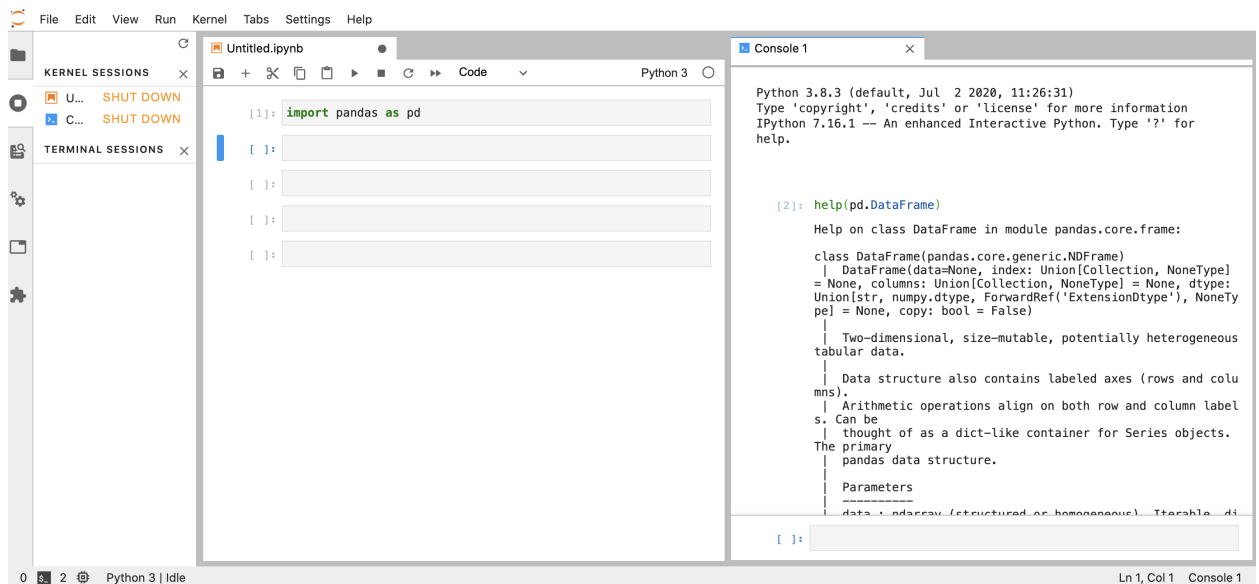 File Edit View Run Kernel Tabs Settings Help
KERNEL SESSIONS
U... SHUT DOWN
C... SHUT DOWN
TERMINAL SESSIONS
Untitled.ipynb
Code
Python 3
[1]: import pandas as pd
[ ]:
[ ]:
[ ]:
[ ]:
Console 1
Python 3.8.3 (default, Jul  2 2020, 11:26:31)
Type 'copyright', 'credits' or 'license' for more information
IPython 7.16.1 -- An enhanced Interactive Python. Type '?' for
help.
[2]: help(pd.DataFrame)
Help on class DataFrame in module pandas.core.frame:
class DataFrame(pandas.core.generic.NDFrame)
 |  DataFrame(data=None, index: Union[Collection, NoneType]
= None, columns: Union[Collection, NoneType] = None, dtype:
Union[str, numpy.dtype, ForwardRef('ExtensionDtype'), NoneTy
pe] = None, copy: bool = False)
 |
 |  Two-dimensional, size-mutable, potentially heterogeneous
tabular data.
 |
 |  Data structure also contains labeled axes (rows and colu
mns).
 |  Arithmetic operations align on both row and column label
s. Can be
 |  thought of as a dict-like container for Series objects.
The primary
 |  pandas data structure.
 |
 |  Parameters
 |  ----------
 |  data : ndarray (structured or homogeneous), Iterable, di
[ ]:
0 $_ 2 Python 3 | Idle
Ln 1, Col 1 Console 1